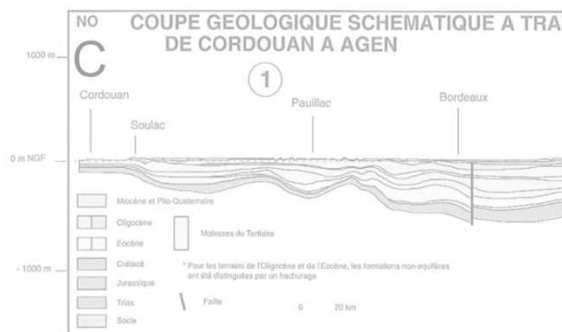 NO
COUPE GEOLOGIQUE SCHEMATIQUE A TRA
DE CORDOUAN A AGEN
1000 m
C
1
Cordouan
Soulac
Pauillac
Bordeaux
0 m NGF
Miocène et Plio-Quaternaire
Oligocène
Eocène
Molasses du Tertiaire
Crétacé
Jurassique
Trias
Socle
- 1000 m
* Pour les terrains de l'Oligocène et de l'Eocène, les formations non-aquifères
ont été distinguées par un hachurage
Faille
0 20 km